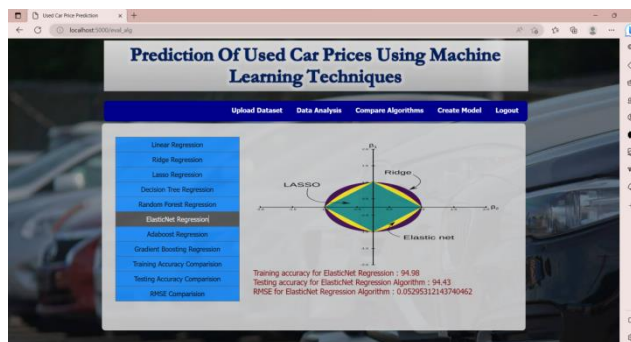 Used Car Price Prediction
localhost:5000/eval_alg
Prediction Of Used Car Prices Using Machine
Learning Techniques
Upload Dataset Data Analysis Compare Algorithms Create Model Logout
Linear Regression
Ridge Regression
Lasso Regression
Decision Tree Regression
Random Forest Regression
ElasticNet Regression
Adaboost Regression
Gradient Boosting Regression
Training Accuracy Comparision
Testing Accuracy Comparision
RMSE Comparision
Ridge
LASSO
Elastic net
Training accuracy for ElasticNet Regression : 94.98
Testing accuracy for ElasticNet Regression Algorithm : 94.43
RMSE for ElasticNet Regression Algorithm : 0.05295312143740462